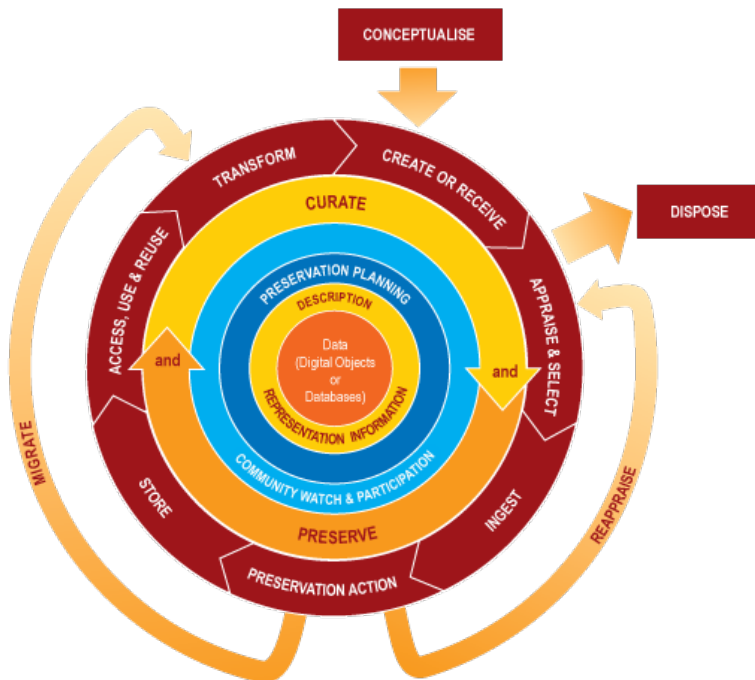 CONCEPTUALISE
DISPOSE
TRANSFORM
CREATE OR RECEIVE
APPRAISE & SELECT
INGEST
PRESERVATION ACTION
STORE
ACCESS, USE & REUSE
MIGRATE
REAPPRAISE
CURATE
and
PRESERVE
and
COMMUNITY WATCH & PARTICIPATION
PRESERVATION PLANNING
DESCRIPTION
REPRESENTATION INFORMATION
Data
(Digital Objects
or
Databases)